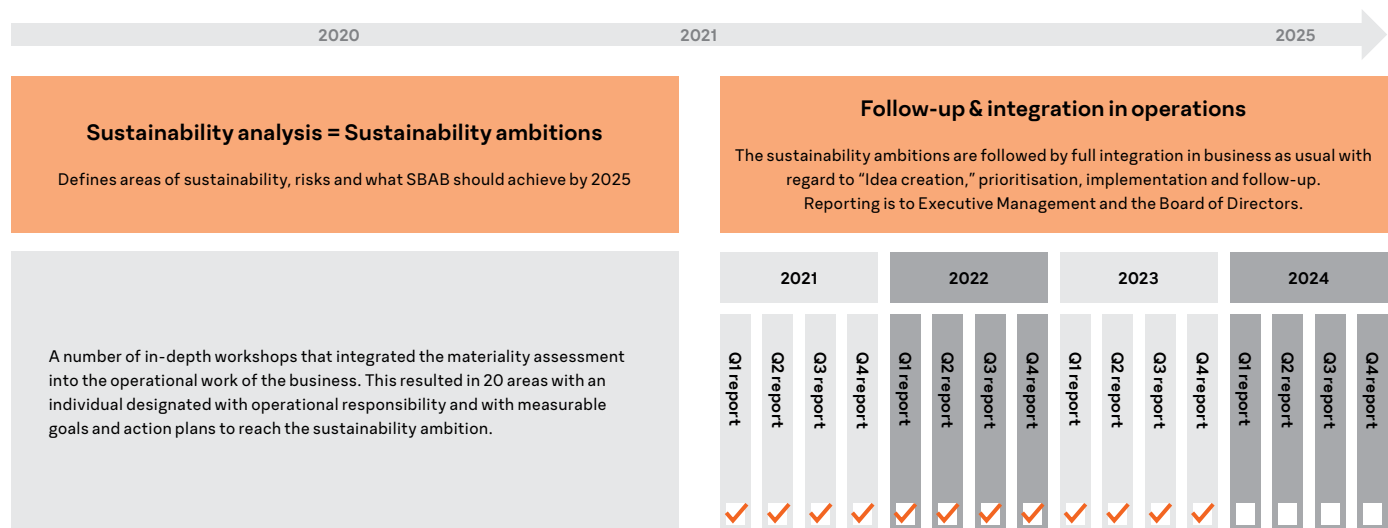 2020
2021
2025
Sustainability analysis = Sustainability ambitions
Defines areas of sustainability, risks and what SBAB should achieve by 2025
A number of in-depth workshops that integrated the materiality assessment
into the operational work of the business. This resulted in 20 areas with an
individual designated with operational responsibility and with measurable
goals and action plans to reach the sustainability ambition.
Follow-up & integration in operations
The sustainability ambitions are followed by full integration in business as usual with
regard to “Idea creation,” prioritisation, implementation and follow-up.
Reporting is to Executive Management and the Board of Directors.
2021
Q1 report
Q2 report
Q3 report
Q4 report
2022
Q1 report
Q2 report
Q3 report
Q4 report
2023
Q1 report
Q2 report
Q3 report
Q4 report
2024
Q1 report
Q2 report
Q3 report
Q4 report